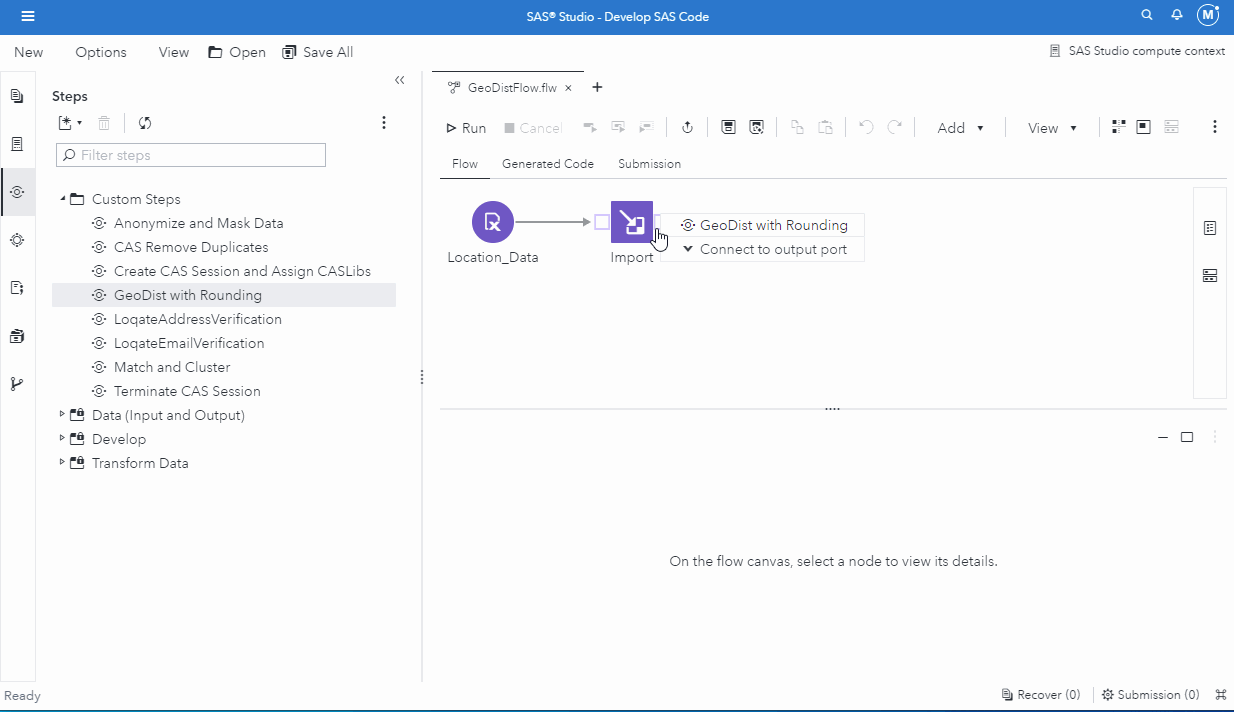 SAS® Studio - Develop SAS Code
M
New Options View Open Save All
SAS Studio compute context
Steps
Filter steps
Custom Steps
Anonymize and Mask Data
CAS Remove Duplicates
Create CAS Session and Assign CASLibs
GeoDist with Rounding
LoqateAddressVerification
LoqateEmailVerification
Match and Cluster
Terminate CAS Session
Data (Input and Output)
Develop
Transform Data
GeoDistFlow.flw
Run Cancel Add View
Flow Generated Code Submission
Location_Data
Import
GeoDist with Rounding
Connect to output port
On the flow canvas, select a node to view its details.
Ready
Recover (0) Submission (0)